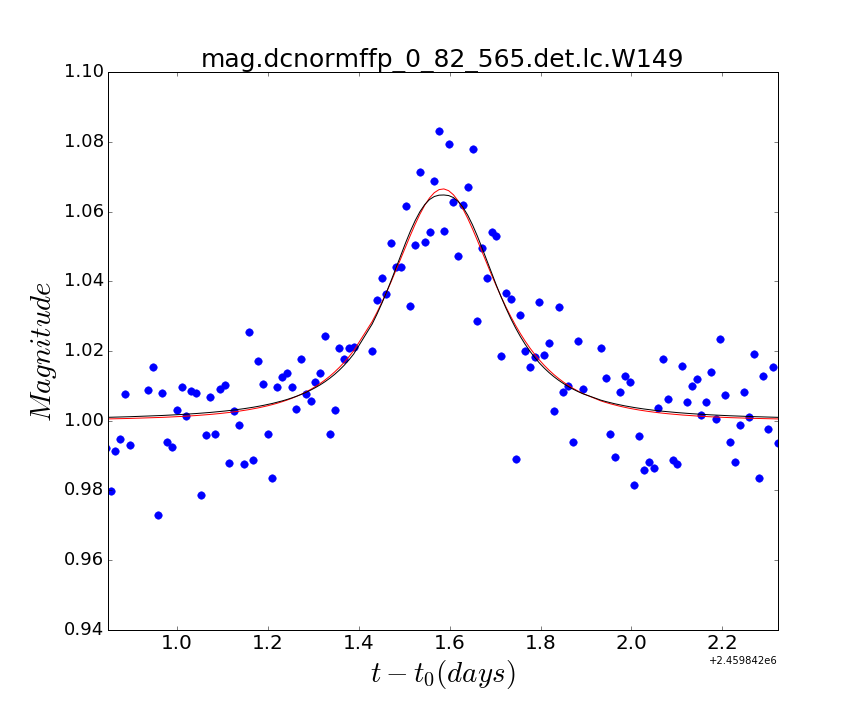 mag.dcnormffp_0_82_565.det.lc.W149
1.10
1.08
1.06
1.04
1.02
1.00
0.98
0.96
0.94
Magnitude
1.0 1.2 1.4 1.6 1.8 2.0 2.2
+2.459842e6
t − t₀(days)